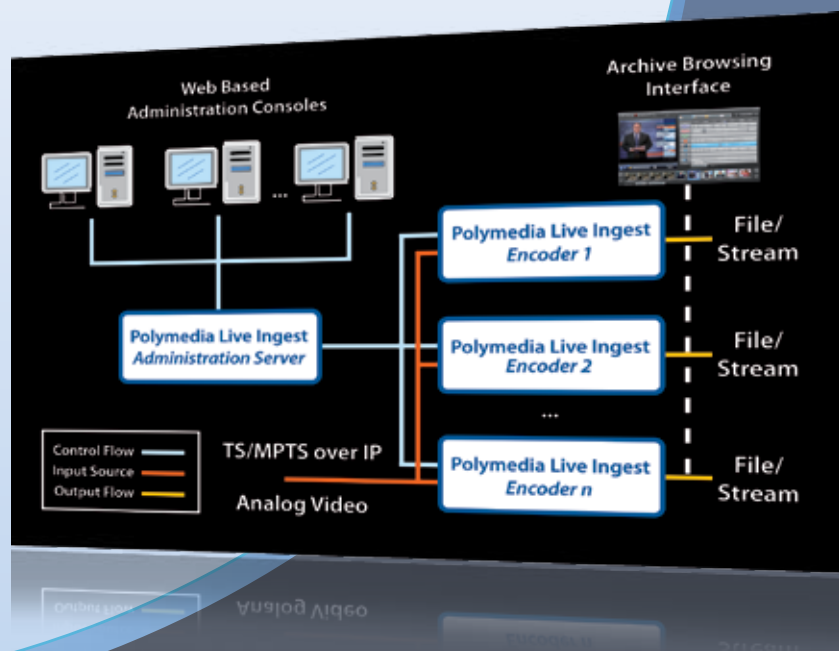 Web Based
Administration Consoles
...
Archive Browsing
Interface
Polymedia Live Ingest
Encoder 1
File/
Stream
Polymedia Live Ingest
Administration Server
Polymedia Live Ingest
Encoder 2
File/
Stream
...
Control Flow
Input Source
Output Flow
TS/MPTS over IP
Analog Video
Polymedia Live Ingest
Encoder n
File/
Stream